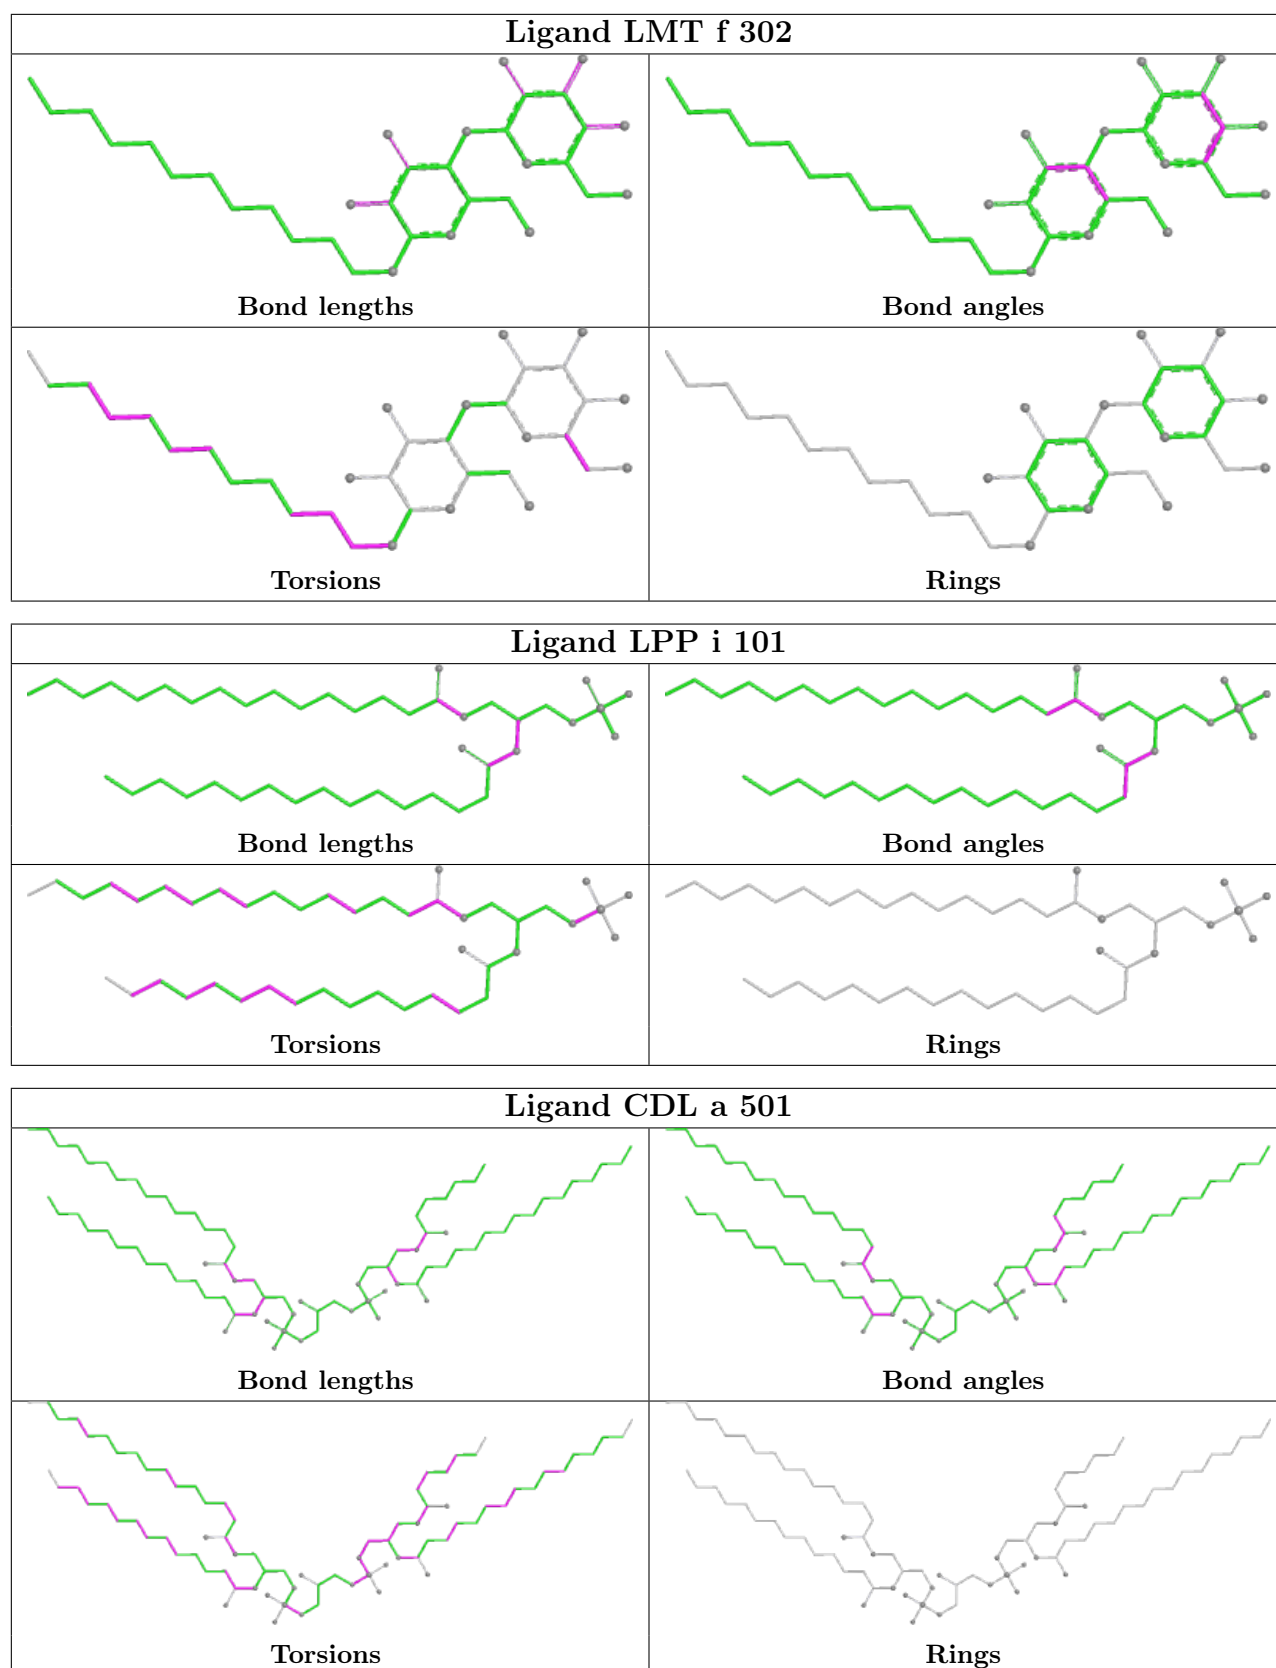 Ligand LMT f 302
Bond lengths
Bond angles
Torsions
Rings
Ligand LPP i 101
Bond lengths
Bond angles
Torsions
Rings
Ligand CDL a 501
Bond lengths
Bond angles
Torsions
Rings